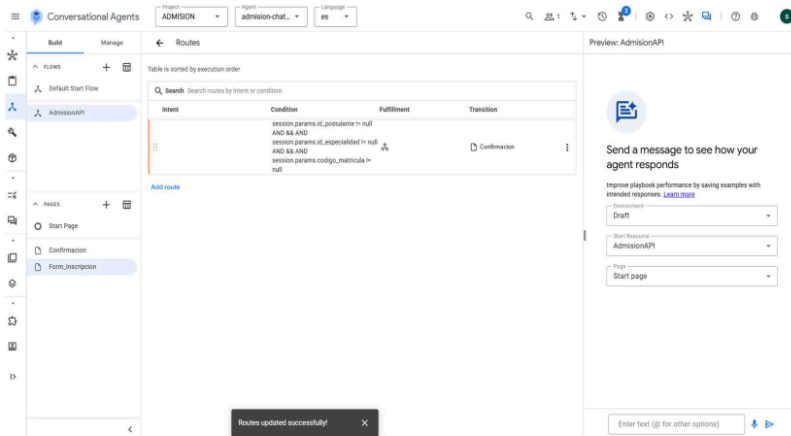 Conversational Agents
Project
ADMISION
Agent
admision-chat...
Language
es
1
2
S
Build
Manage
FLOWS
Default Start Flow
AdmisionAPI
PAGES
Start Page
Confirmacion
Form_Inscripcion
Routes
Table is sorted by execution order
Search Search routes by intent or condition
Intent Condition Fulfillment Transition
session.params.id_postulante != null
AND && AND
session.params.id_especialidad != null
AND && AND
session.params.codigo_matricula !=
null
Confirmacion
Add route
Routes updated successfully!
Preview: AdmisionAPI
Send a message to see how your
agent responds
Improve playbook performance by saving examples with
intended responses. Learn more
Environment
Draft
Start Resource
AdmisionAPI
Page
Start page
Enter text (@ for other options)